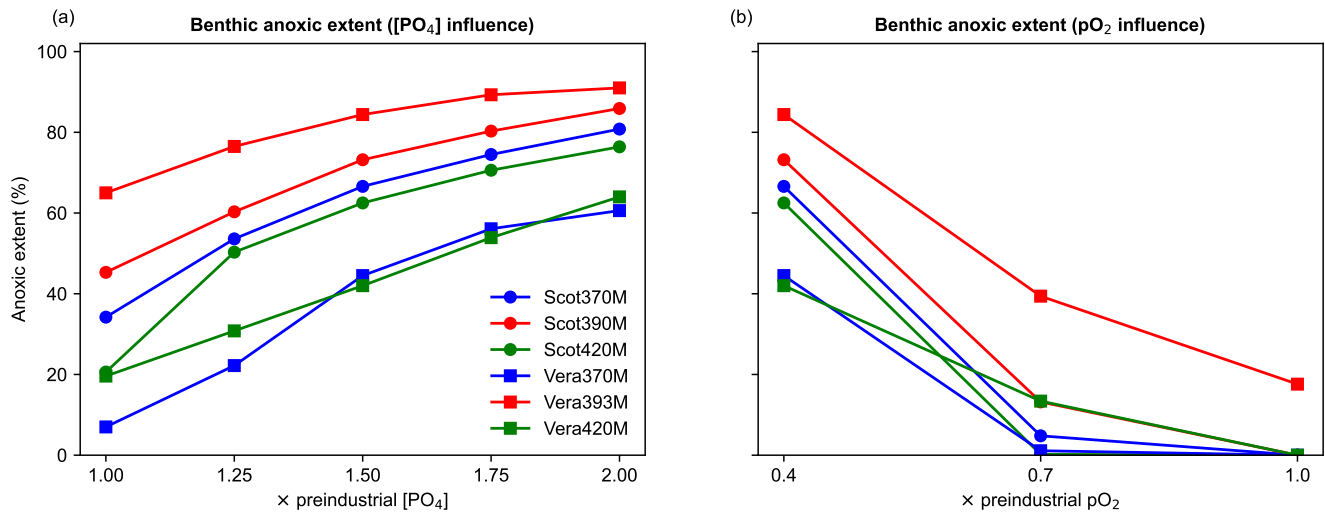 (a)
Benthic anoxic extent ([PO₄] influence)
100
80
60
40
20
0
Anoxic extent (%)
1.00 1.25 1.50 1.75 2.00
× preindustrial [PO₄]
Scot370M
Scot390M
Scot420M
Vera370M
Vera393M
Vera420M
(b)
Benthic anoxic extent (pO₂ influence)
0.4 0.7 1.0
× preindustrial pO₂